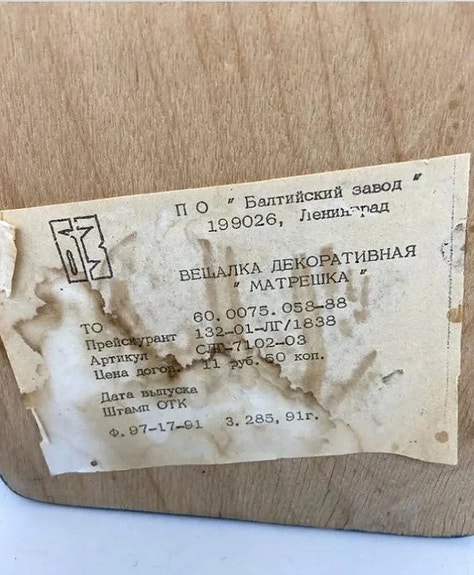 П О " Балтийский завод "
199026, Ленинград
ВЕШАЛКА ДЕКОРАТИВНАЯ
" МАТРЕШКА "
ТО 60.0075.058-88
Прейскурант 132-01-ЛГ/1838
Артикул 7102-03
Цена догов. 11 руб.50 коп.
Дата выпуска
Штамп ОТК
Ф. 97-17-91 З. 285, 91г.